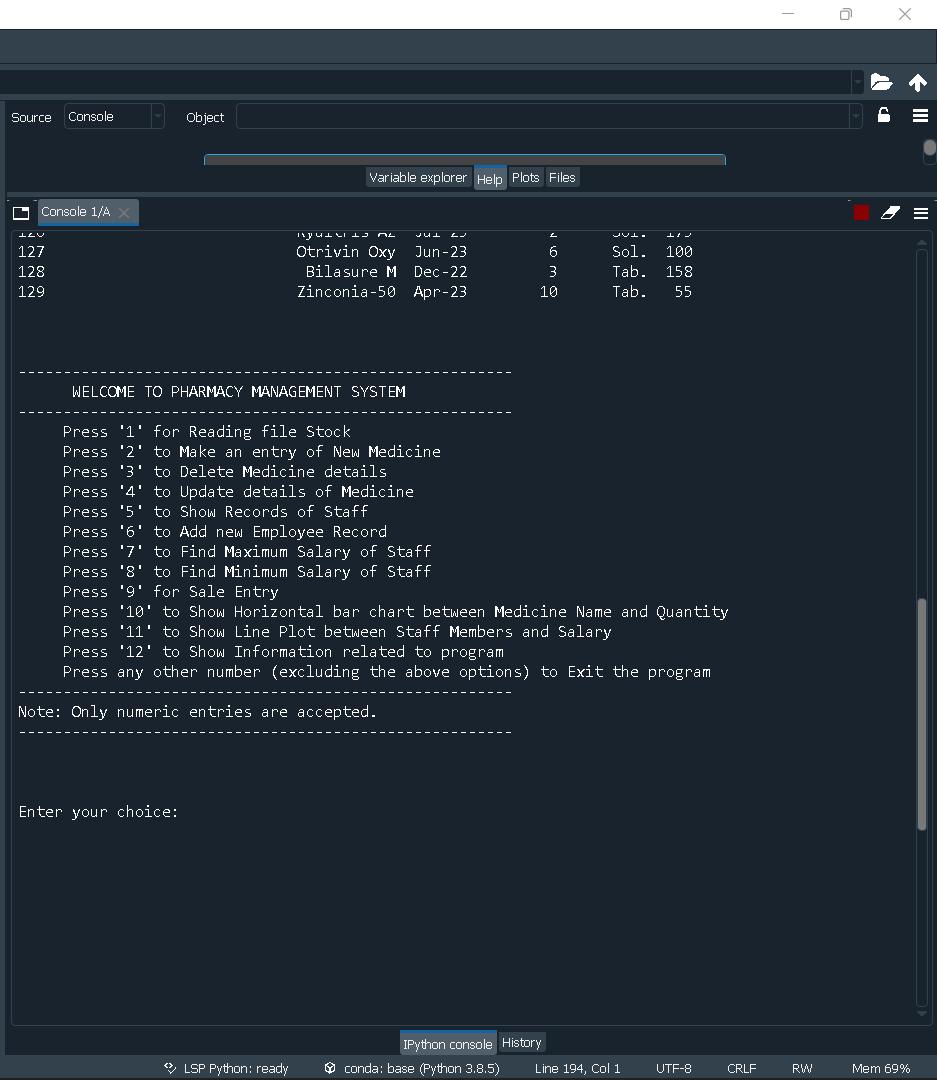 Source Console Object
Variable explorer Help Plots Files
Console 1/A
127 Otrivin Oxy Jun-23 6 Sol. 100
128 Bilasure M Dec-22 3 Tab. 158
129 Zinconia-50 Apr-23 10 Tab. 55
----------------------------------------------------------
WELCOME TO PHARMACY MANAGEMENT SYSTEM
----------------------------------------------------------
Press '1' for Reading file Stock
Press '2' to Make an entry of New Medicine
Press '3' to Delete Medicine details
Press '4' to Update details of Medicine
Press '5' to Show Records of Staff
Press '6' to Add new Employee Record
Press '7' to Find Maximum Salary of Staff
Press '8' to Find Minimum Salary of Staff
Press '9' for Sale Entry
Press '10' to Show Horizontal bar chart between Medicine Name and Quantity
Press '11' to Show Line Plot between Staff Members and Salary
Press '12' to Show Information related to program
Press any other number (excluding the above options) to Exit the program
----------------------------------------------------------
Note: Only numeric entries are accepted.
----------------------------------------------------------
Enter your choice:
IPython console History
LSP Python: ready conda: base (Python 3.8.5) Line 194, Col 1 UTF-8 CRLF RW Mem 69%